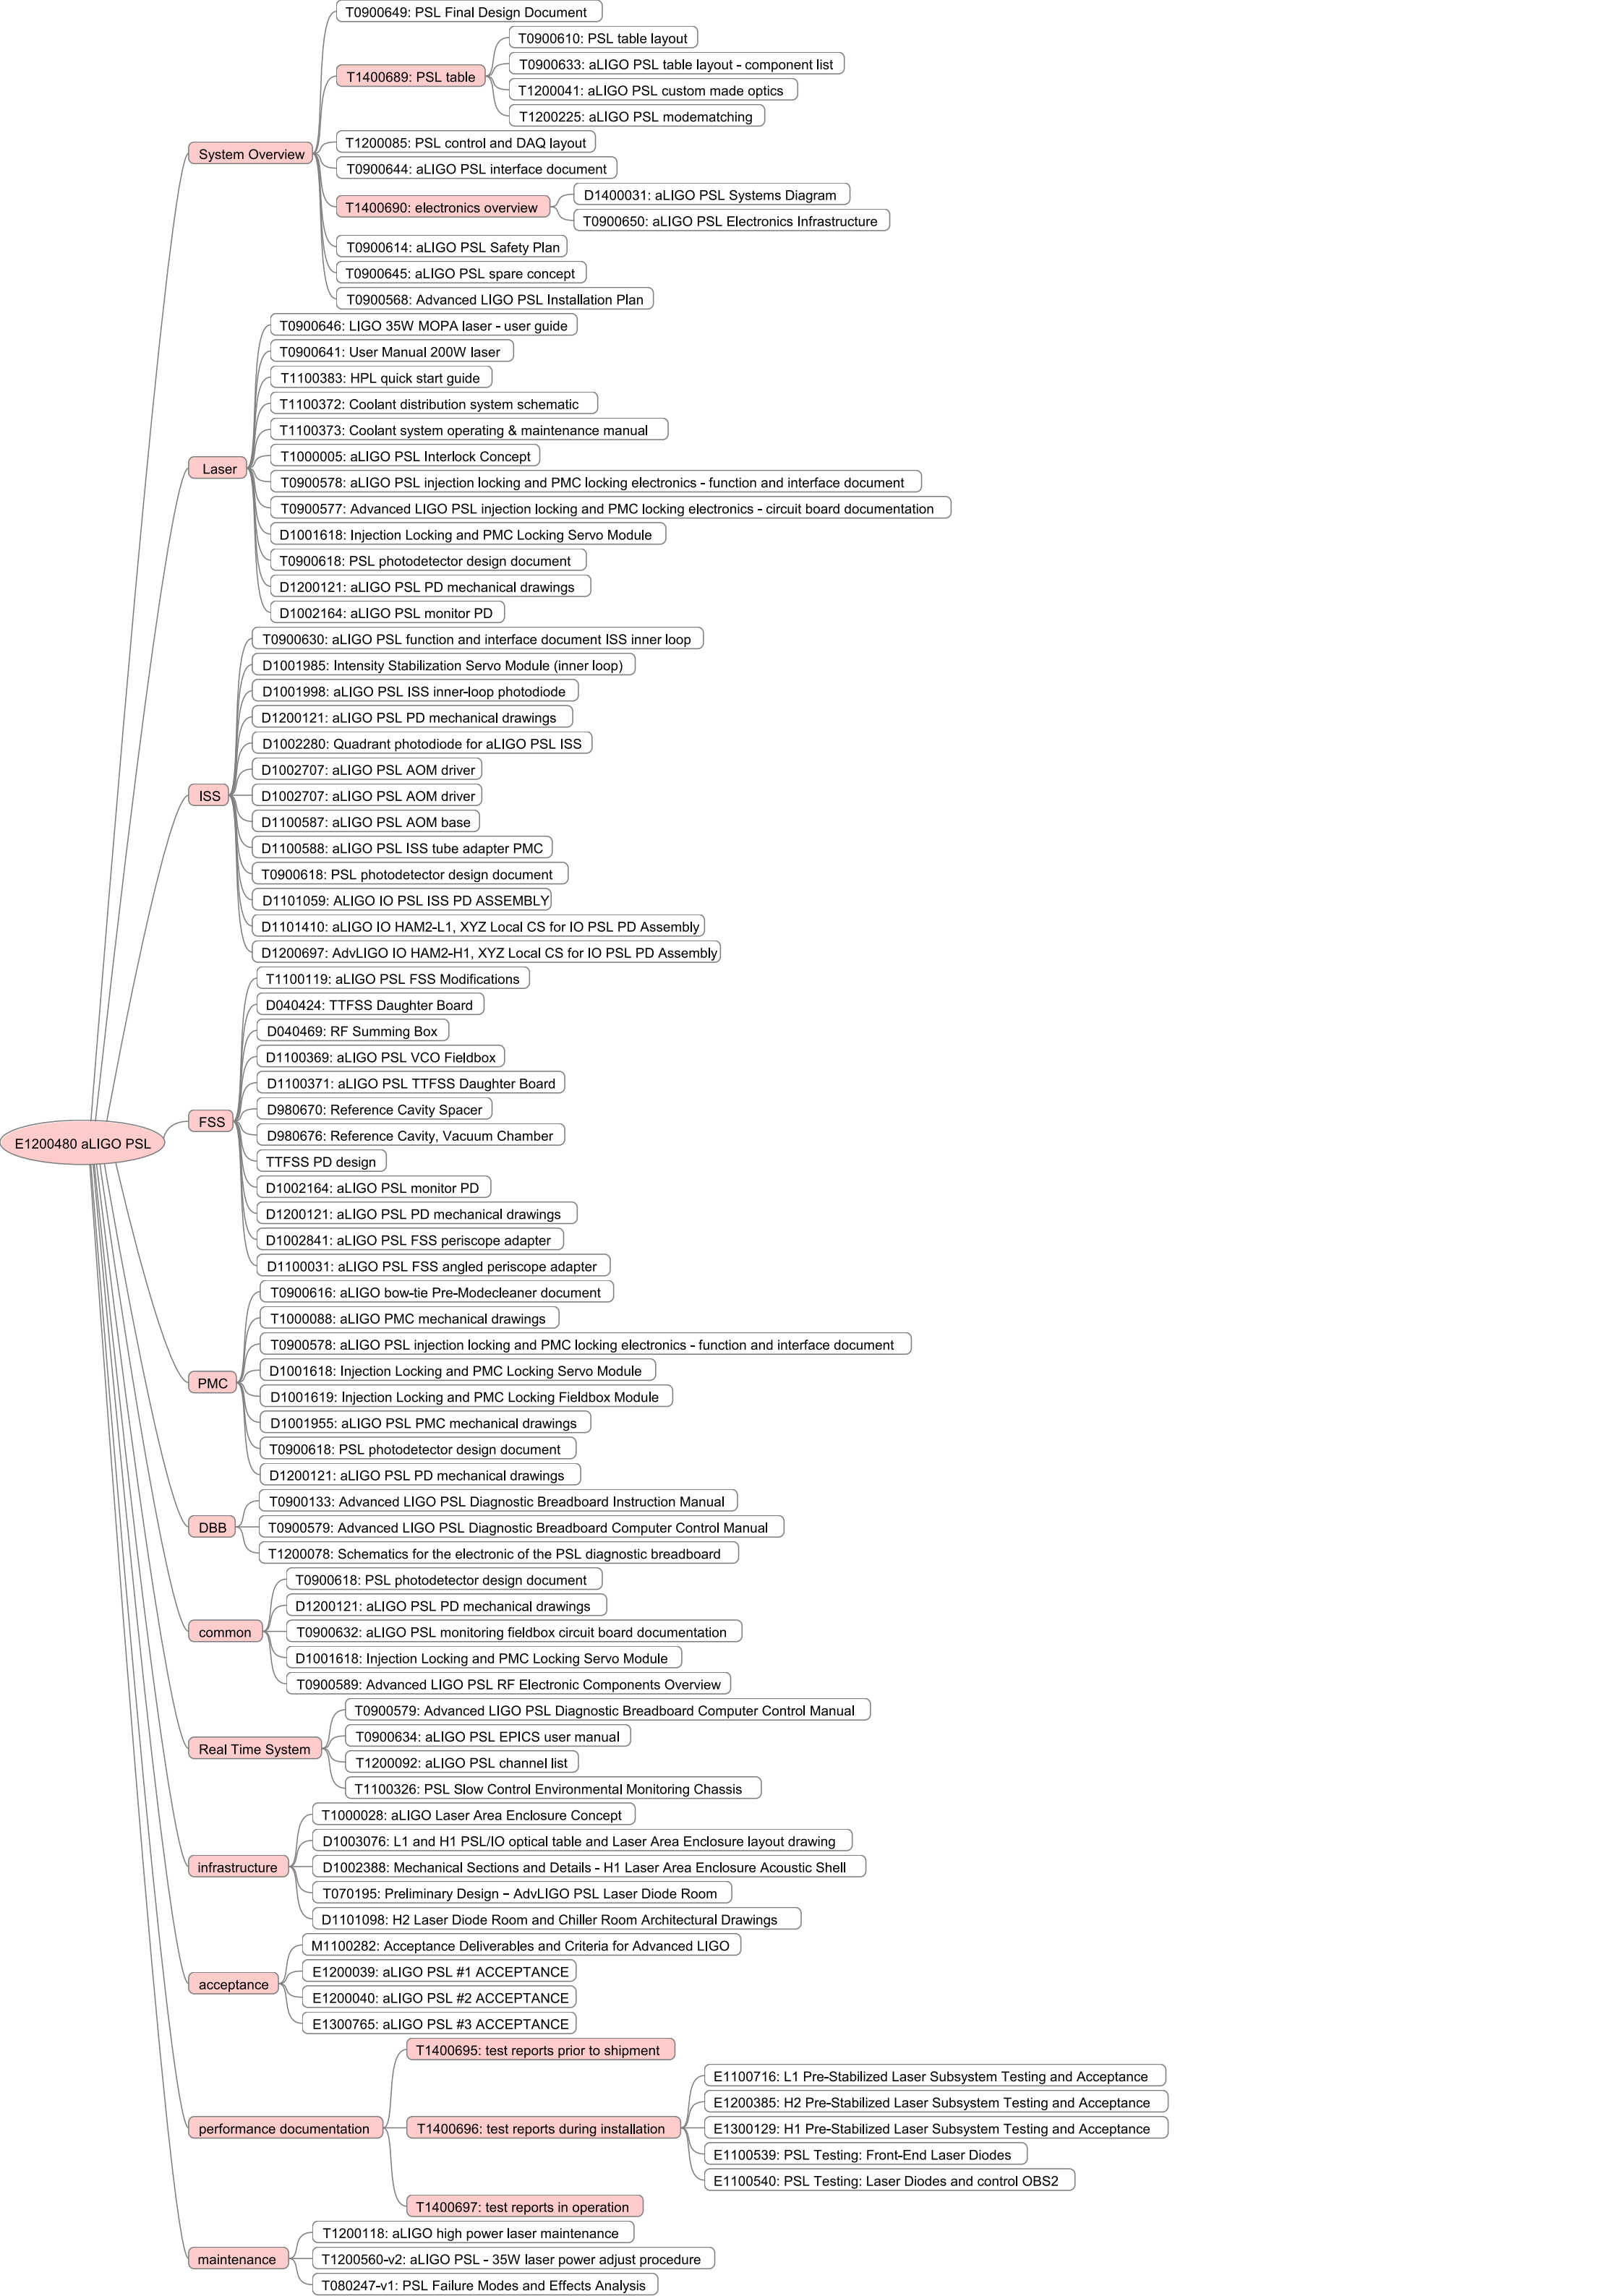 T0900649: PSL Final Design Document
T0900610: PSL table layout
T0900633: aLIGO PSL table layout - component list
T1400689: PSL table
T1200041: aLIGO PSL custom made optics
T1200225: aLIGO PSL modematching
T1200085: PSL control and DAQ layout
System Overview
T0900644: aLIGO PSL interface document
D1400031: aLIGO PSL Systems Diagram
T1400690: electronics overview
T0900650: aLIGO PSL Electronics Infrastructure
T0900614: aLIGO PSL Safety Plan
T0900645: aLIGO PSL spare concept
T0900568: Advanced LIGO PSL Installation Plan
T0900646: LIGO 35W MOPA laser - user guide
T0900641: User Manual 200W laser
T1100383: HPL quick start guide
T1100372: Coolant distribution system schematic
T1100373: Coolant system operating & maintenance manual
T1000005: aLIGO PSL Interlock Concept
Laser
T0900578: aLIGO PSL injection locking and PMC locking electronics - function and interface document
T0900577: Advanced LIGO PSL injection locking and PMC locking electronics - circuit board documentation
D1001618: Injection Locking and PMC Locking Servo Module
T0900618: PSL photodetector design document
D1200121: aLIGO PSL PD mechanical drawings
D1002164: aLIGO PSL monitor PD
T0900630: aLIGO PSL function and interface document ISS inner loop
D1001985: Intensity Stabilization Servo Module (inner loop)
D1001998: aLIGO PSL ISS inner-loop photodiode
D1200121: aLIGO PSL PD mechanical drawings
D1002280: Quadrant photodiode for aLIGO PSL ISS
D1002707: aLIGO PSL AOM driver
ISS
D1002707: aLIGO PSL AOM driver
D1100587: aLIGO PSL AOM base
D1100588: aLIGO PSL ISS tube adapter PMC
T0900618: PSL photodetector design document
D1101059: ALIGO IO PSL ISS PD ASSEMBLY
D1101410: aLIGO IO HAM2-L1, XYZ Local CS for IO PSL PD Assembly
D1200697: AdvLIGO IO HAM2-H1, XYZ Local CS for IO PSL PD Assembly
T1100119: aLIGO PSL FSS Modifications
D040424: TTFSS Daughter Board
D040469: RF Summing Box
D1100369: aLIGO PSL VCO Fieldbox
D1100371: aLIGO PSL TTFSS Daughter Board
D980670: Reference Cavity Spacer
FSS
D980676: Reference Cavity, Vacuum Chamber
E1200480 aLIGO PSL
TTFSS PD design
D1002164: aLIGO PSL monitor PD
D1200121: aLIGO PSL PD mechanical drawings
D1002841: aLIGO PSL FSS periscope adapter
D1100031: aLIGO PSL FSS angled periscope adapter
T0900616: aLIGO bow-tie Pre-Modecleaner document
T1000088: aLIGO PMC mechanical drawings
T0900578: aLIGO PSL injection locking and PMC locking electronics - function and interface document
D1001618: Injection Locking and PMC Locking Servo Module
PMC
D1001619: Injection Locking and PMC Locking Fieldbox Module
D1001955: aLIGO PSL PMC mechanical drawings
T0900618: PSL photodetector design document
D1200121: aLIGO PSL PD mechanical drawings
T0900133: Advanced LIGO PSL Diagnostic Breadboard Instruction Manual
DBB
T0900579: Advanced LIGO PSL Diagnostic Breadboard Computer Control Manual
T1200078: Schematics for the electronic of the PSL diagnostic breadboard
T0900618: PSL photodetector design document
D1200121: aLIGO PSL PD mechanical drawings
common
T0900632: aLIGO PSL monitoring fieldbox circuit board documentation
D1001618: Injection Locking and PMC Locking Servo Module
T0900589: Advanced LIGO PSL RF Electronic Components Overview
T0900579: Advanced LIGO PSL Diagnostic Breadboard Computer Control Manual
T0900634: aLIGO PSL EPICS user manual
Real Time System
T1200092: aLIGO PSL channel list
T1100326: PSL Slow Control Environmental Monitoring Chassis
T1000028: aLIGO Laser Area Enclosure Concept
D1003076: L1 and H1 PSL/IO optical table and Laser Area Enclosure layout drawing
infrastructure
D1002388: Mechanical Sections and Details - H1 Laser Area Enclosure Acoustic Shell
T070195: Preliminary Design – AdvLIGO PSL Laser Diode Room
D1101098: H2 Laser Diode Room and Chiller Room Architectural Drawings
M1100282: Acceptance Deliverables and Criteria for Advanced LIGO
E1200039: aLIGO PSL #1 ACCEPTANCE
acceptance
E1200040: aLIGO PSL #2 ACCEPTANCE
E1300765: aLIGO PSL #3 ACCEPTANCE
T1400695: test reports prior to shipment
E1100716: L1 Pre-Stabilized Laser Subsystem Testing and Acceptance
E1200385: H2 Pre-Stabilized Laser Subsystem Testing and Acceptance
performance documentation
T1400696: test reports during installation
E1300129: H1 Pre-Stabilized Laser Subsystem Testing and Acceptance
E1100539: PSL Testing: Front-End Laser Diodes
E1100540: PSL Testing: Laser Diodes and control OBS2
T1400697: test reports in operation
T1200118: aLIGO high power laser maintenance
maintenance
T1200560-v2: aLIGO PSL - 35W laser power adjust procedure
T080247-v1: PSL Failure Modes and Effects Analysis